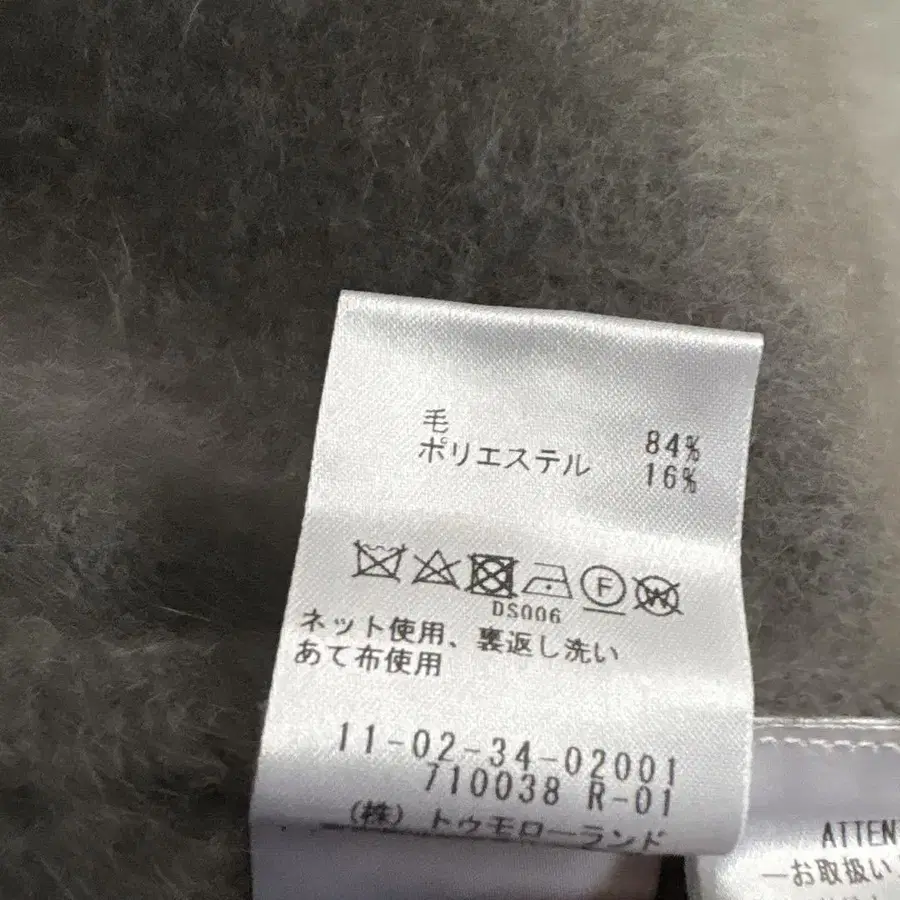 毛 84%
ポリエステル 16%
F W
DS006
ネット使用、裏返し洗い
あて布使用
11-02-34-02001
710038 R-01
(株) トゥモローランド
ATTEN
―お取扱い